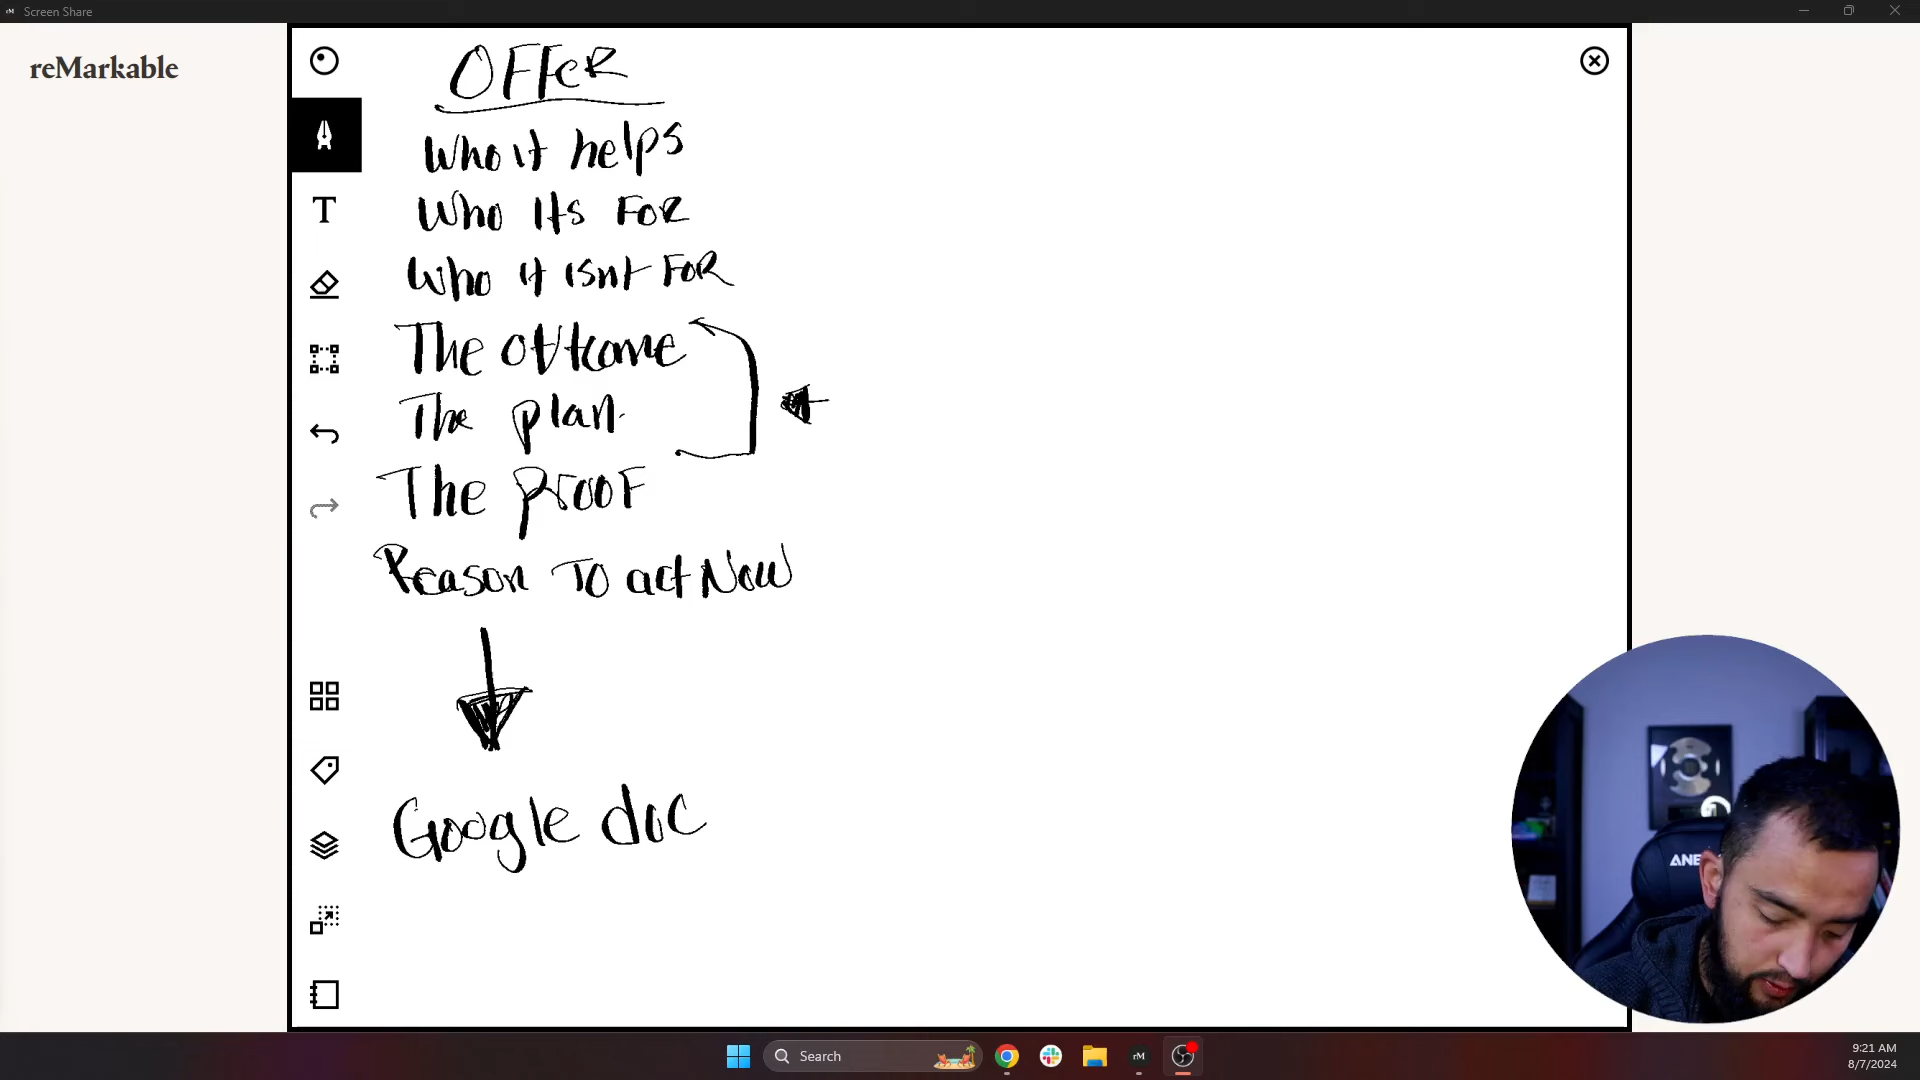 Screen Share
reMarkable
OFFER
Who it helps
Who Its FOR
Who it isnt FOR
The outcome
The plan
The proof
Reason To act Now
Google doc
T
ANE
Search
rM
9:21 AM
8/7/2024